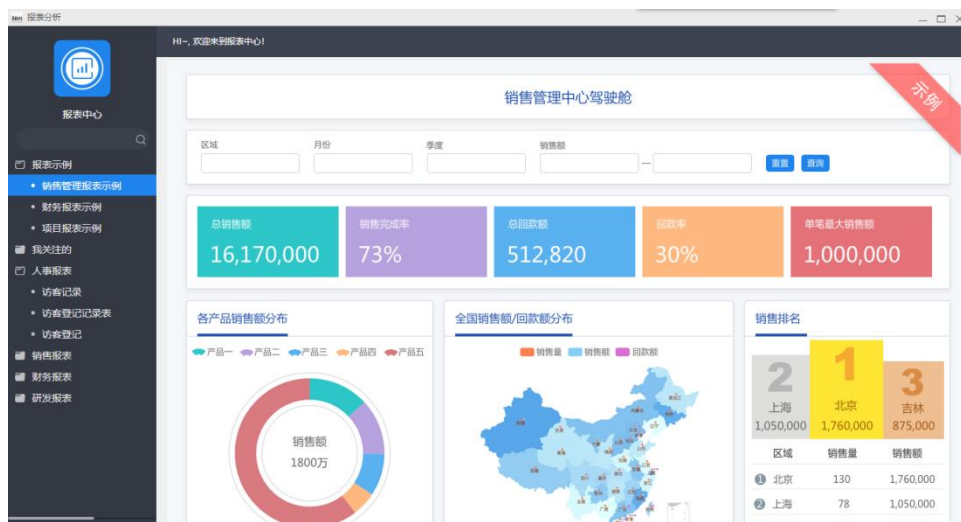 报表分析
HI~, 欢迎来到报表中心!
报表中心
报表示例
销售管理报表示例
财务报表示例
项目报表示例
我关注的
人事报表
访客记录
访客登记记录表
访客登记
销售报表
财务报表
研发报表
销售管理中心驾驶舱
示例
区域 月份 季度 销售额
— 重置 查询
总销售额 销售完成率 总回款额 回款率 单笔最大销售额
16,170,000 73% 512,820 30% 1,000,000
各产品销售额分布
产品一 产品二 产品三 产品四 产品五
销售额
1800万
全国销售额/回款额分布
销售量 销售额 回款额
销售排名
2 1 3
上海 北京 吉林
1,050,000 1,760,000 875,000
区域 销售量 销售额
1 北京 130 1,760,000
2 上海 78 1,050,000